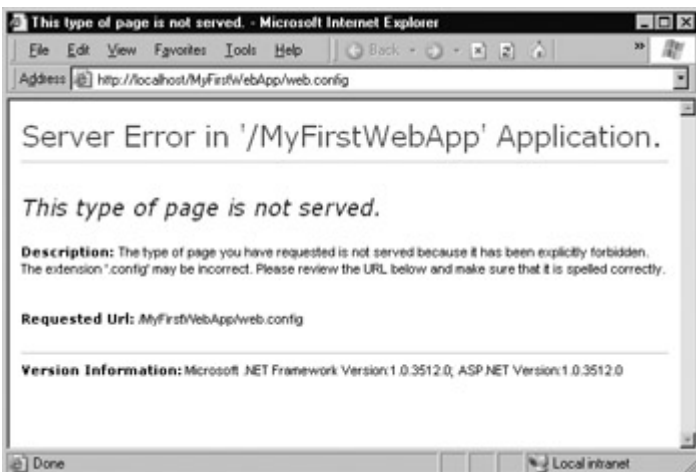 This type of page is not served. - Microsoft Internet Explorer
File Edit View Favorites Tools Help Back »
Address http://localhost/MyFirstWebApp/web.config
Server Error in '/MyFirstWebApp' Application.
This type of page is not served.
Description: The type of page you have requested is not served because it has been explicitly forbidden.
The extension '.config' may be incorrect. Please review the URL below and make sure that it is spelled correctly.
Requested Url: /MyFirstWebApp/web.config
Version Information: Microsoft .NET Framework Version:1.0.3512.0; ASP.NET Version:1.0.3512.0
Done Local intranet